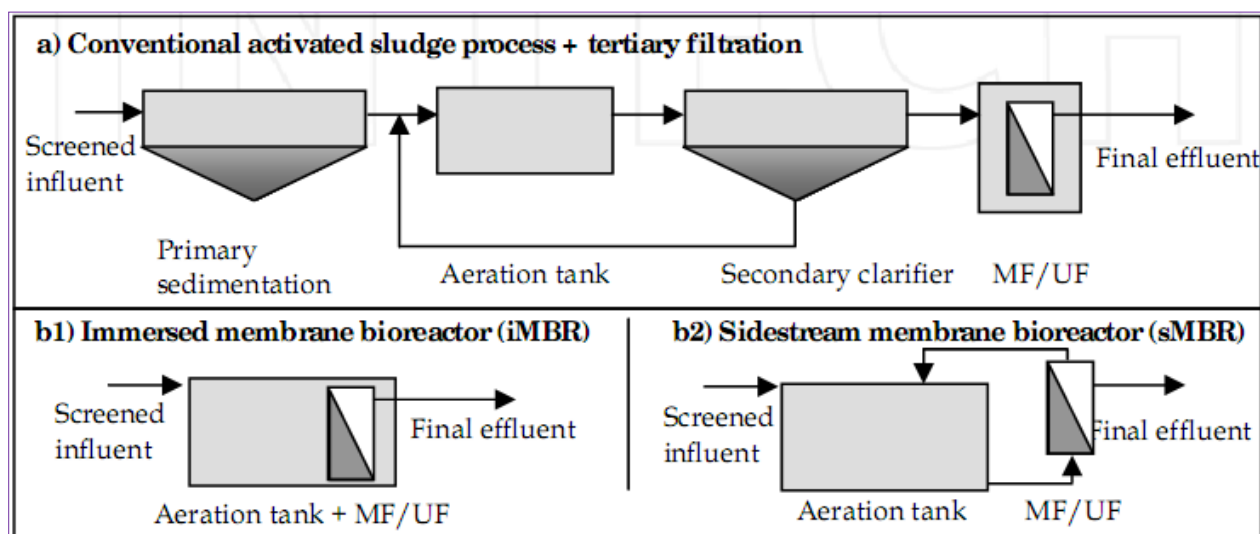 a) Conventional activated sludge process + tertiary filtration
Screened
influent
Final effluent
Primary
sedimentation
Aeration tank
Secondary clarifier
MF/UF
b1) Immersed membrane bioreactor (iMBR)
Screened
influent
Final effluent
Aeration tank + MF/UF
b2) Sidestream membrane bioreactor (sMBR)
Screened
influent
Final effluent
Aeration tank
MF/UF